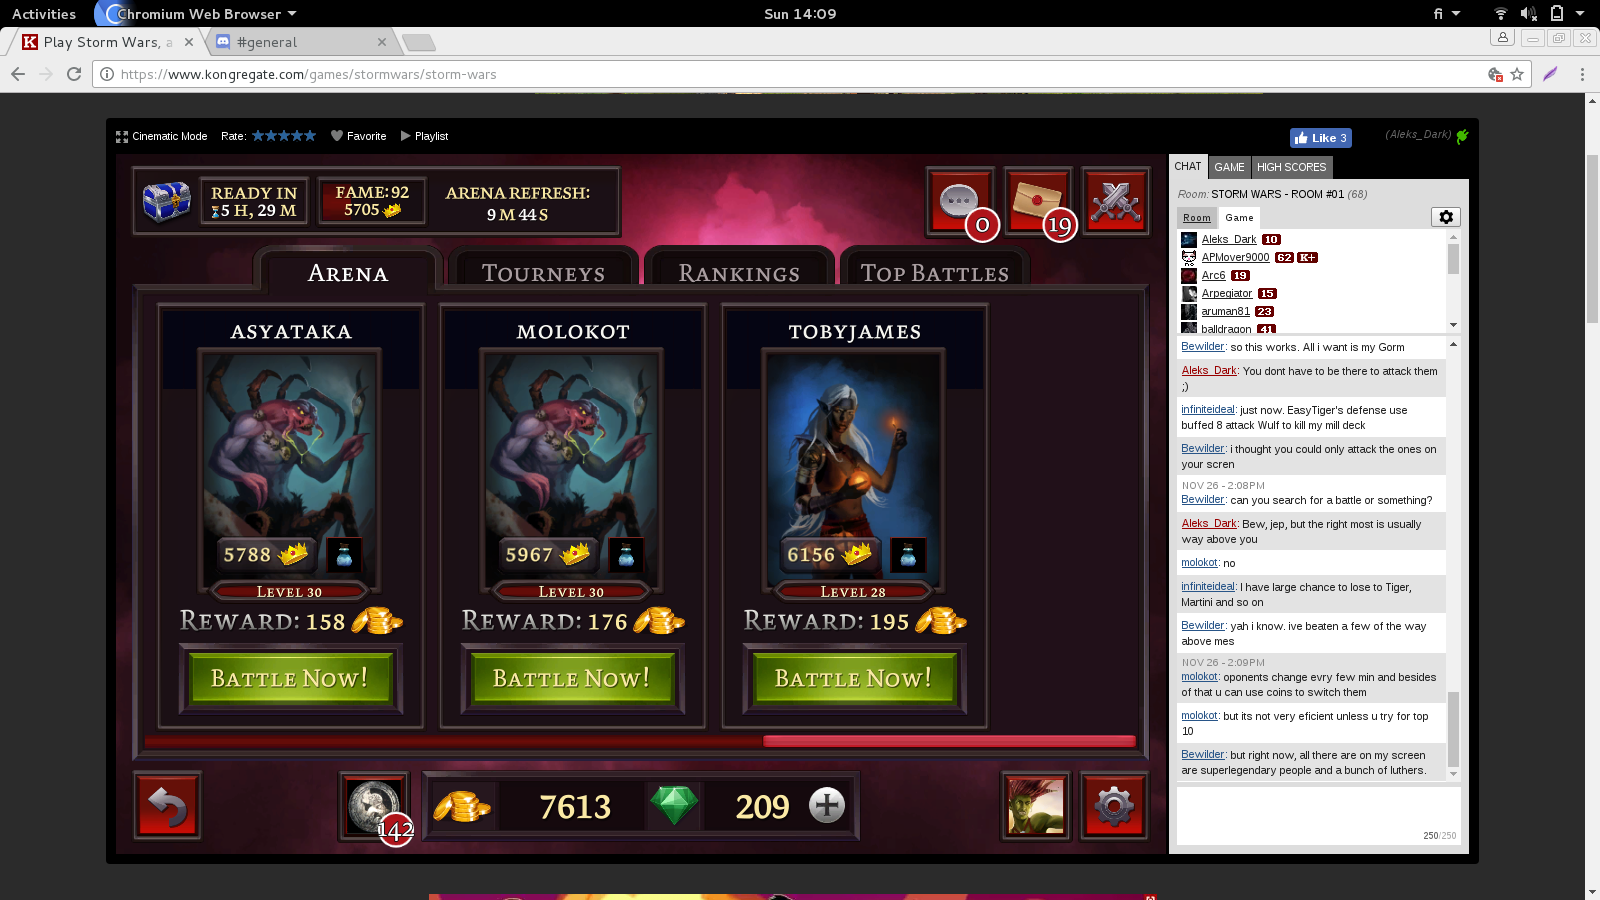 Activities
Chromium Web Browser
Sun 14:09
fi
Play Storm Wars, a
#general
https://www.kongregate.com/games/stormwars/storm-wars
Cinematic Mode
Rate:
Favorite
Playlist
Like 3
(Aleks_Dark)
READY IN
5 H, 29 M
FAME: 92
5705
ARENA REFRESH:
9 M 44 S
0
19
ARENA
TOURNEYS
RANKINGS
TOP BATTLES
ASYATAKA
5788
LEVEL 30
REWARD: 158
BATTLE NOW!
MOLOKOT
5967
LEVEL 30
REWARD: 176
BATTLE NOW!
TOBYJAMES
6156
LEVEL 28
REWARD: 195
BATTLE NOW!
142
7613
209
CHAT
GAME
HIGH SCORES
Room: STORM WARS - ROOM #01 (68)
Room
Game
Aleks_Dark 10
APMover9000 62 K+
Arc6 19
Arpegiator 15
aruman81 23
balldragon 41
Bewilder: so this works. All i want is my Gorm
Aleks_Dark: You dont have to be there to attack them
;)
infiniteideal: just now. EasyTiger's defense use
buffed 8 attack Wulf to kill my mill deck
Bewilder: i thought you could only attack the ones on
your scren
NOV 26 - 2:08PM
Bewilder: can you search for a battle or something?
Aleks_Dark: Bew, jep, but the right most is usually
way above you
molokot: no
infiniteideal: I have large chance to lose to Tiger,
Martini and so on
Bewilder: yah i know. ive beaten a few of the way
above mes
NOV 26 - 2:09PM
molokot: oponents change evry few min and besides
of that u can use coins to switch them
molokot: but its not very eficient unless u try for top
10
Bewilder: but right now, all there are on my screen
are superlegendary people and a bunch of luthers.
250/250